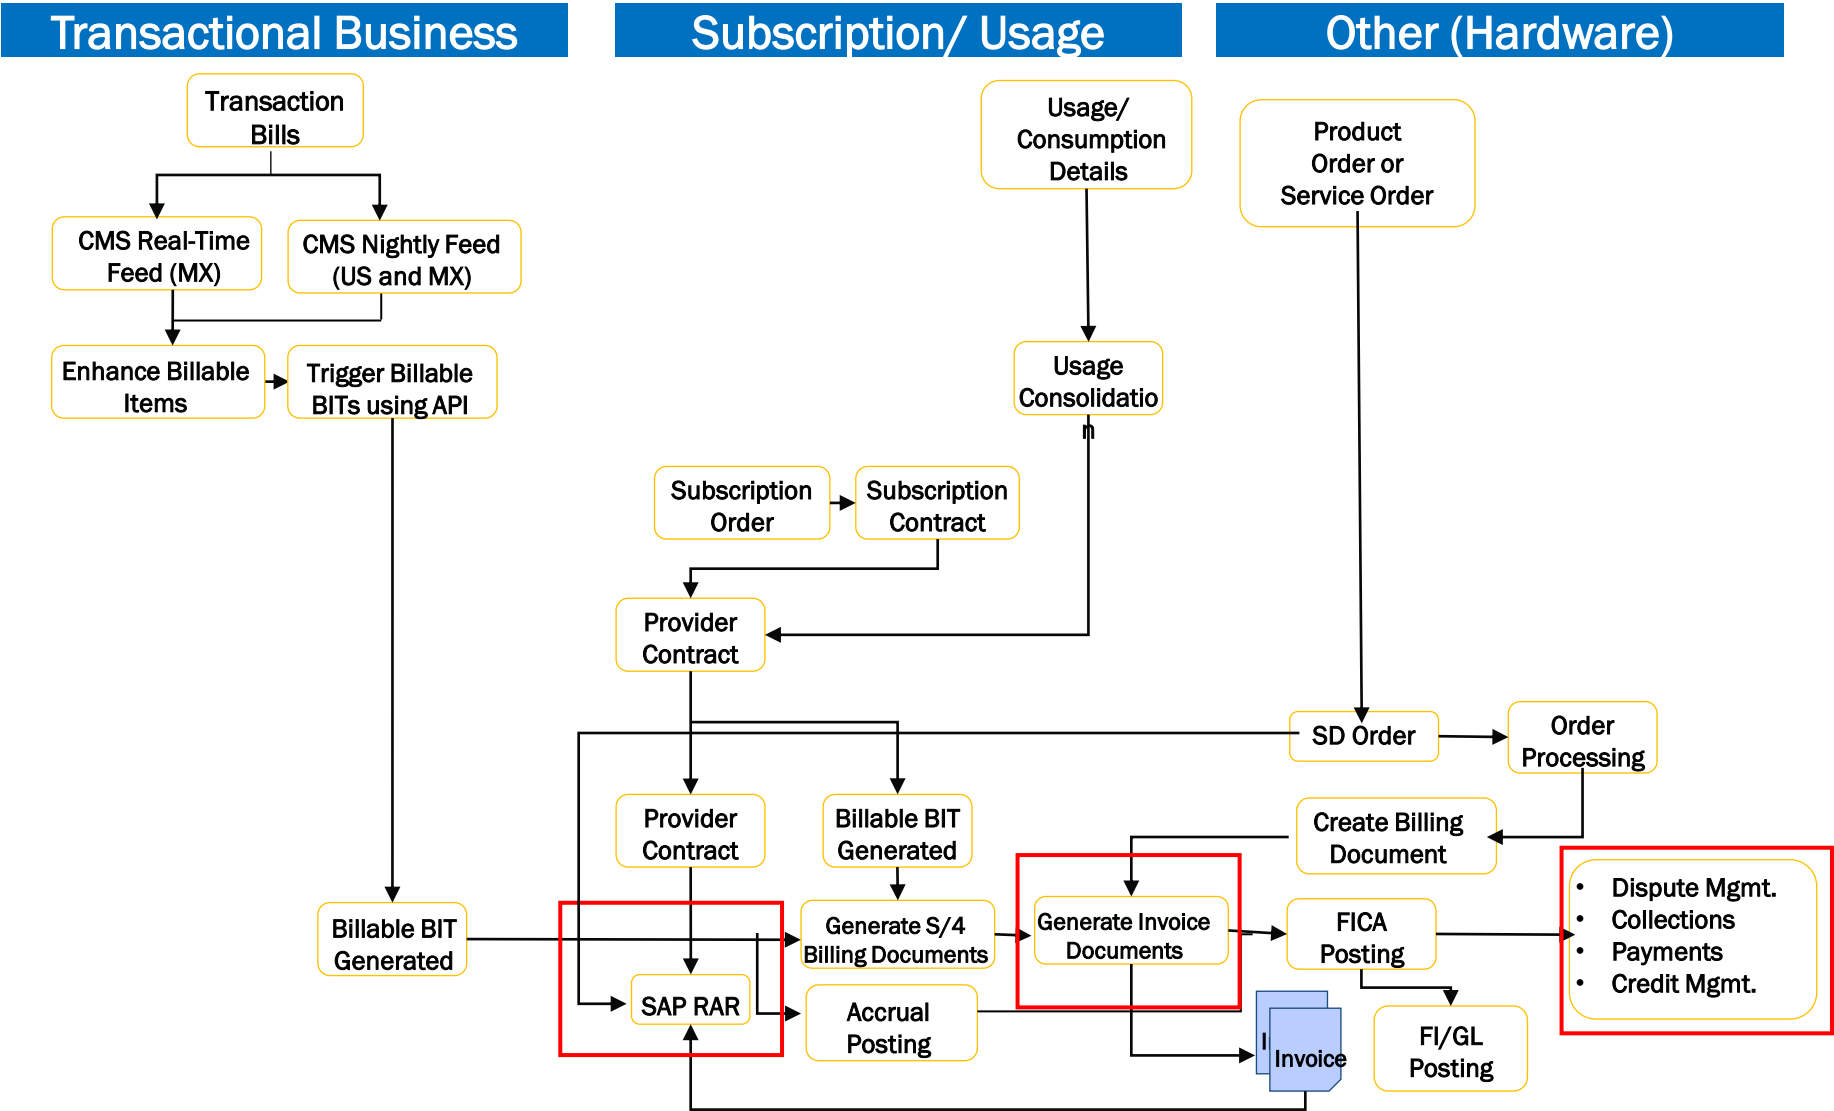 Transactional Business
Subscription/ Usage
Other (Hardware)
Transaction
Bills
CMS Real-Time
Feed (MX)
CMS Nightly Feed
(US and MX)
Enhance Billable
Items
Trigger Billable
BITs using API
Usage/
Consumption
Details
Product
Order or
Service Order
Usage
Consolidatio
n
Subscription
Order
Subscription
Contract
Provider
Contract
SD Order
Order
Processing
Provider
Contract
Billable BIT
Generated
Create Billing
Document
Billable BIT
Generated
Generate S/4
Billing Documents
Generate Invoice
Documents
FICA
Posting
• Dispute Mgmt.
• Collections
• Payments
• Credit Mgmt.
SAP RAR
Accrual
Posting
Invoice
FI/GL
Posting